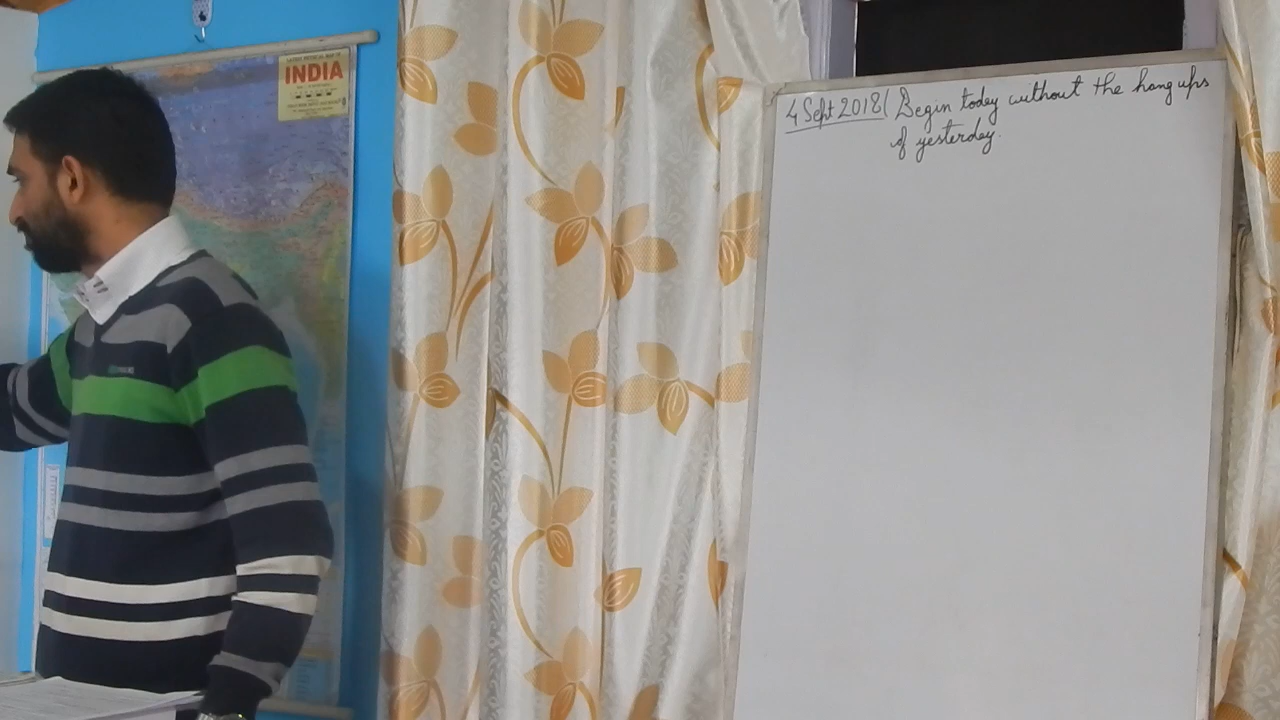 INDIA
4 Sept 2018( Begin today without the hang ups
of yesterday.